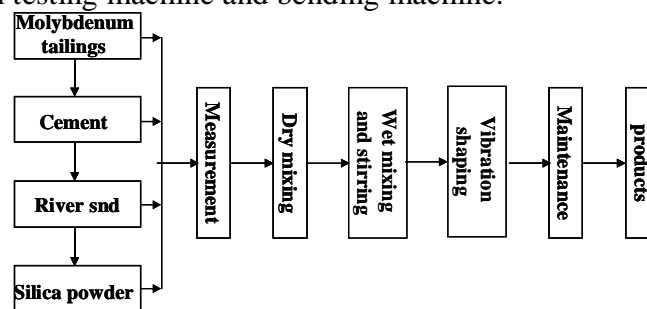 testing machine and bending machine.
Molybdenum
tailings
Cement
River snd
Silica powder
Measurement
Dry mixing
Wet mixing
and stirring
Vibration
shaping
Maintenance
products